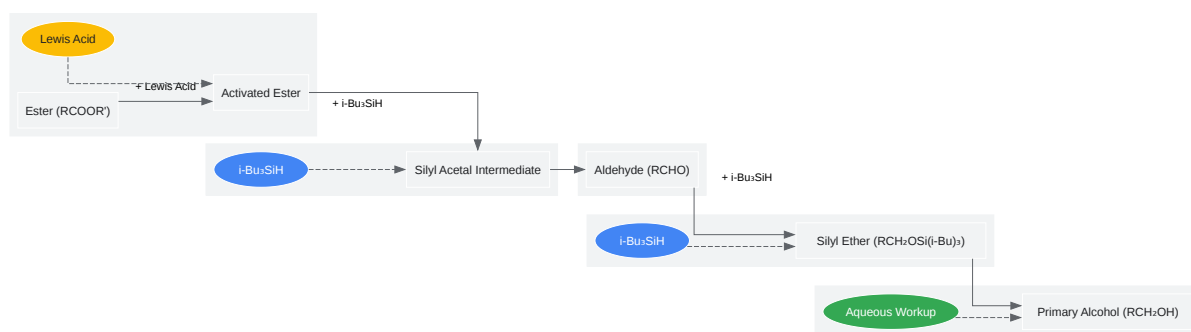 Lewis Acid
+ Lewis Acid
Activated Ester
Ester (RCOOR')
+ i-Bu₃SiH
i-Bu₃SiH
Silyl Acetal Intermediate
Aldehyde (RCHO)
+ i-Bu₃SiH
i-Bu₃SiH
Silyl Ether (RCH₂OSi(i-Bu)₃)
Aqueous Workup
Primary Alcohol (RCH₂OH)